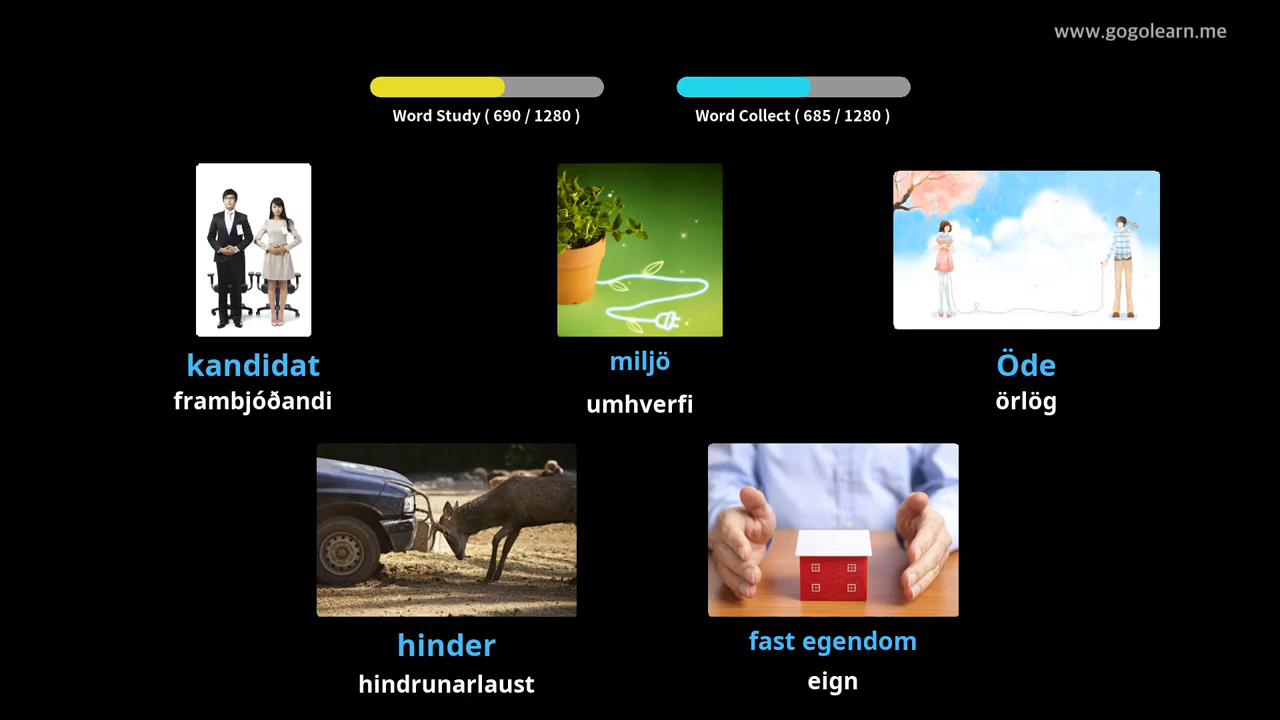 www.gogolearn.me
Word Study ( 690 / 1280 )
Word Collect ( 685 / 1280 )
kandidat
frambjóðandi
miljö
umhverfi
Öde
örlög
hinder
hindrunarlaust
fast egendom
eign